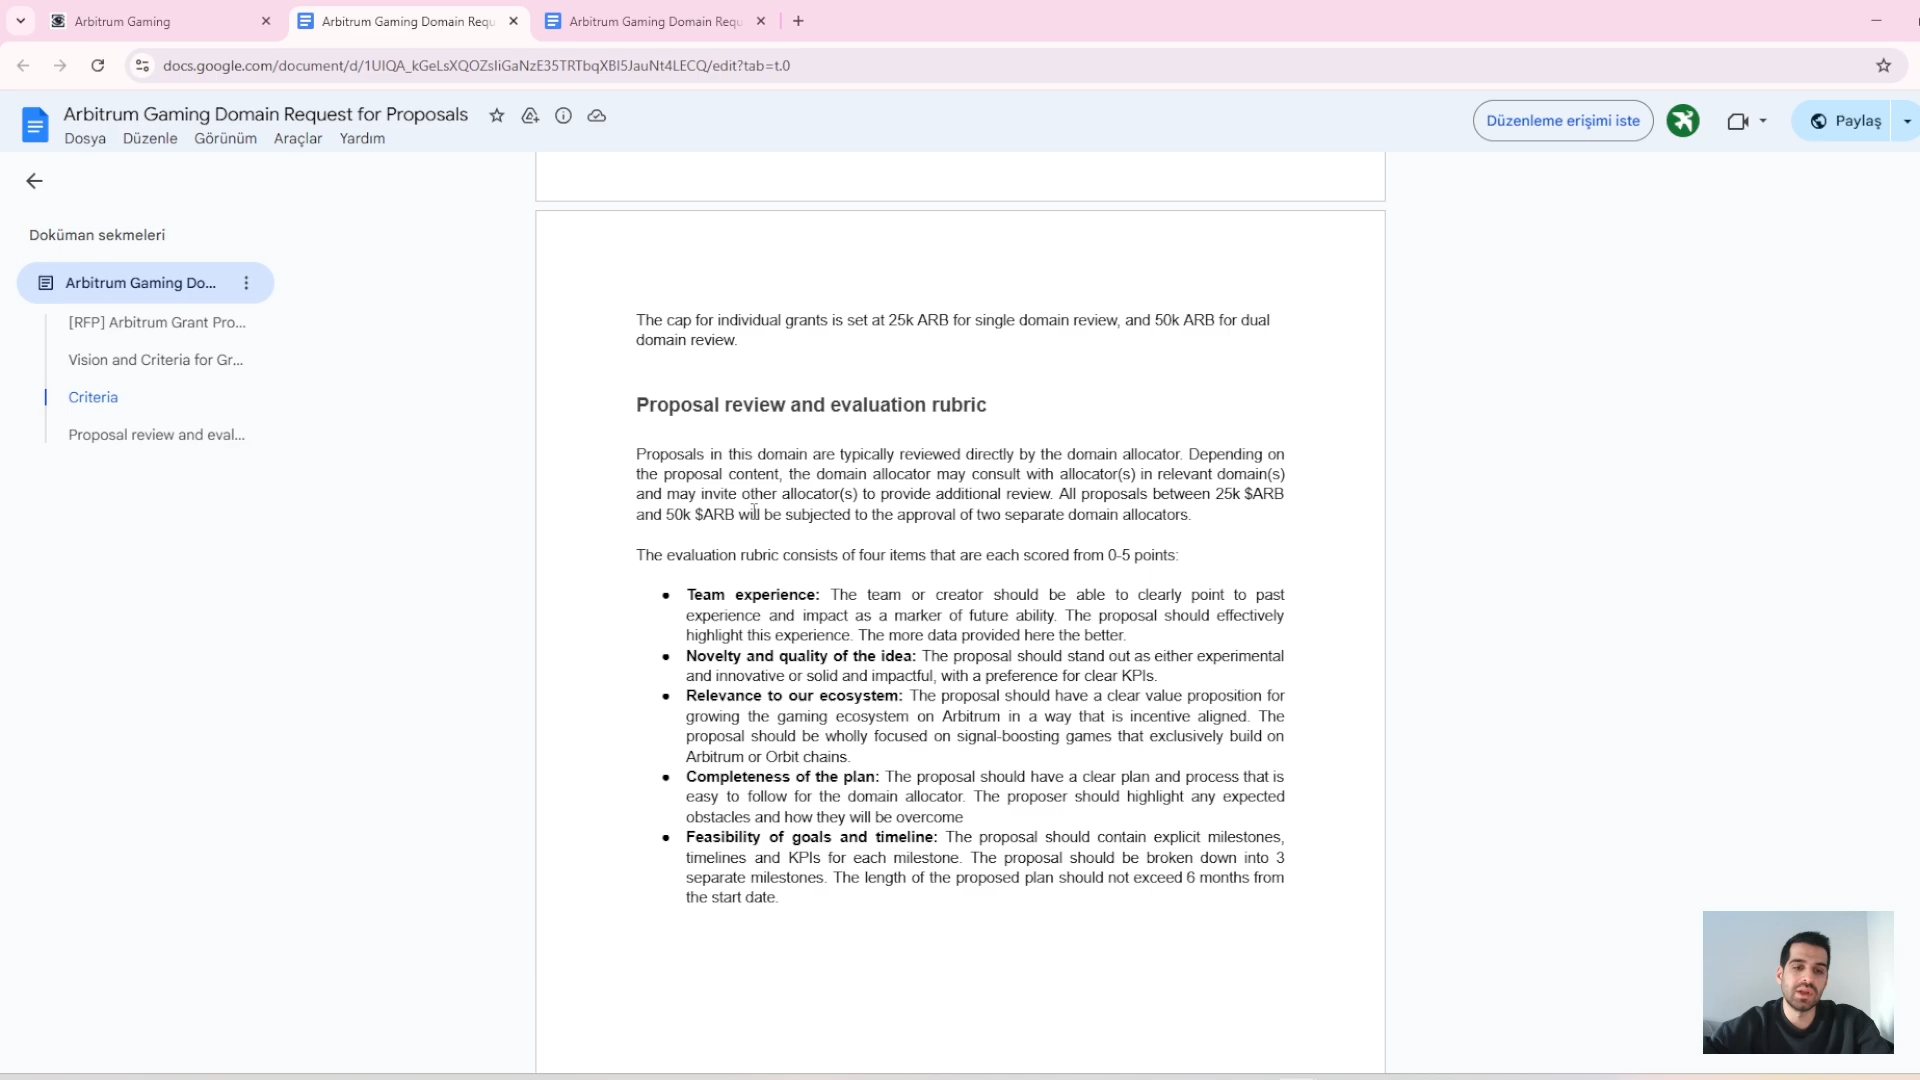 Arbitrum Gaming
Arbitrum Gaming Domain Requ
Arbitrum Gaming Domain Requ
docs.google.com/document/d/1UIQA_kGeLsXQOZsliGaNzE35TRTbqXBI5JauNt4LECQ/edit?tab=t.0
Arbitrum Gaming Domain Request for Proposals
Dosya Düzenle Görünüm Araçlar Yardım
Düzenleme erişimi iste
Paylaş
Doküman sekmeleri
Arbitrum Gaming Do...
[RFP] Arbitrum Grant Pro...
Vision and Criteria for Gr...
Criteria
Proposal review and eval...
The cap for individual grants is set at 25k ARB for single domain review, and 50k ARB for dual
domain review.
Proposal review and evaluation rubric
Proposals in this domain are typically reviewed directly by the domain allocator. Depending on
the proposal content, the domain allocator may consult with allocator(s) in relevant domain(s)
and may invite other allocator(s) to provide additional review. All proposals between 25k $ARB
and 50k $ARB will be subjected to the approval of two separate domain allocators.
The evaluation rubric consists of four items that are each scored from 0-5 points:
● Team experience: The team or creator should be able to clearly point to past
experience and impact as a marker of future ability. The proposal should effectively
highlight this experience. The more data provided here the better.
● Novelty and quality of the idea: The proposal should stand out as either experimental
and innovative or solid and impactful, with a preference for clear KPIs.
● Relevance to our ecosystem: The proposal should have a clear value proposition for
growing the gaming ecosystem on Arbitrum in a way that is incentive aligned. The
proposal should be wholly focused on signal-boosting games that exclusively build on
Arbitrum or Orbit chains.
● Completeness of the plan: The proposal should have a clear plan and process that is
easy to follow for the domain allocator. The proposer should highlight any expected
obstacles and how they will be overcome
● Feasibility of goals and timeline: The proposal should contain explicit milestones,
timelines and KPIs for each milestone. The proposal should be broken down into 3
separate milestones. The length of the proposed plan should not exceed 6 months from
the start date.